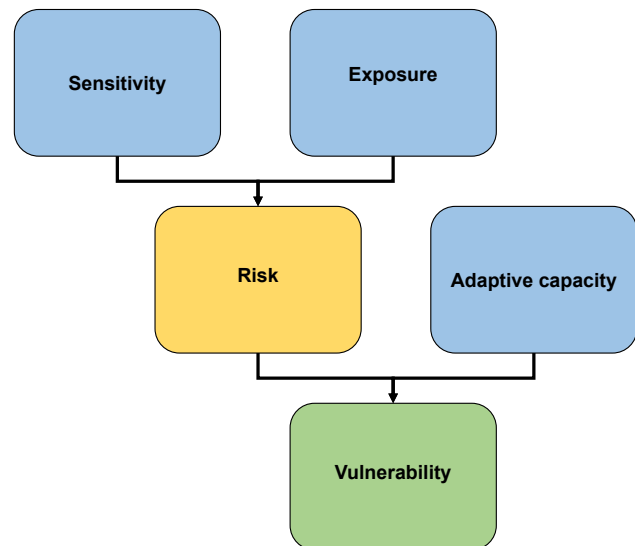 Sensitivity
Exposure
Risk
Adaptive capacity
Vulnerability